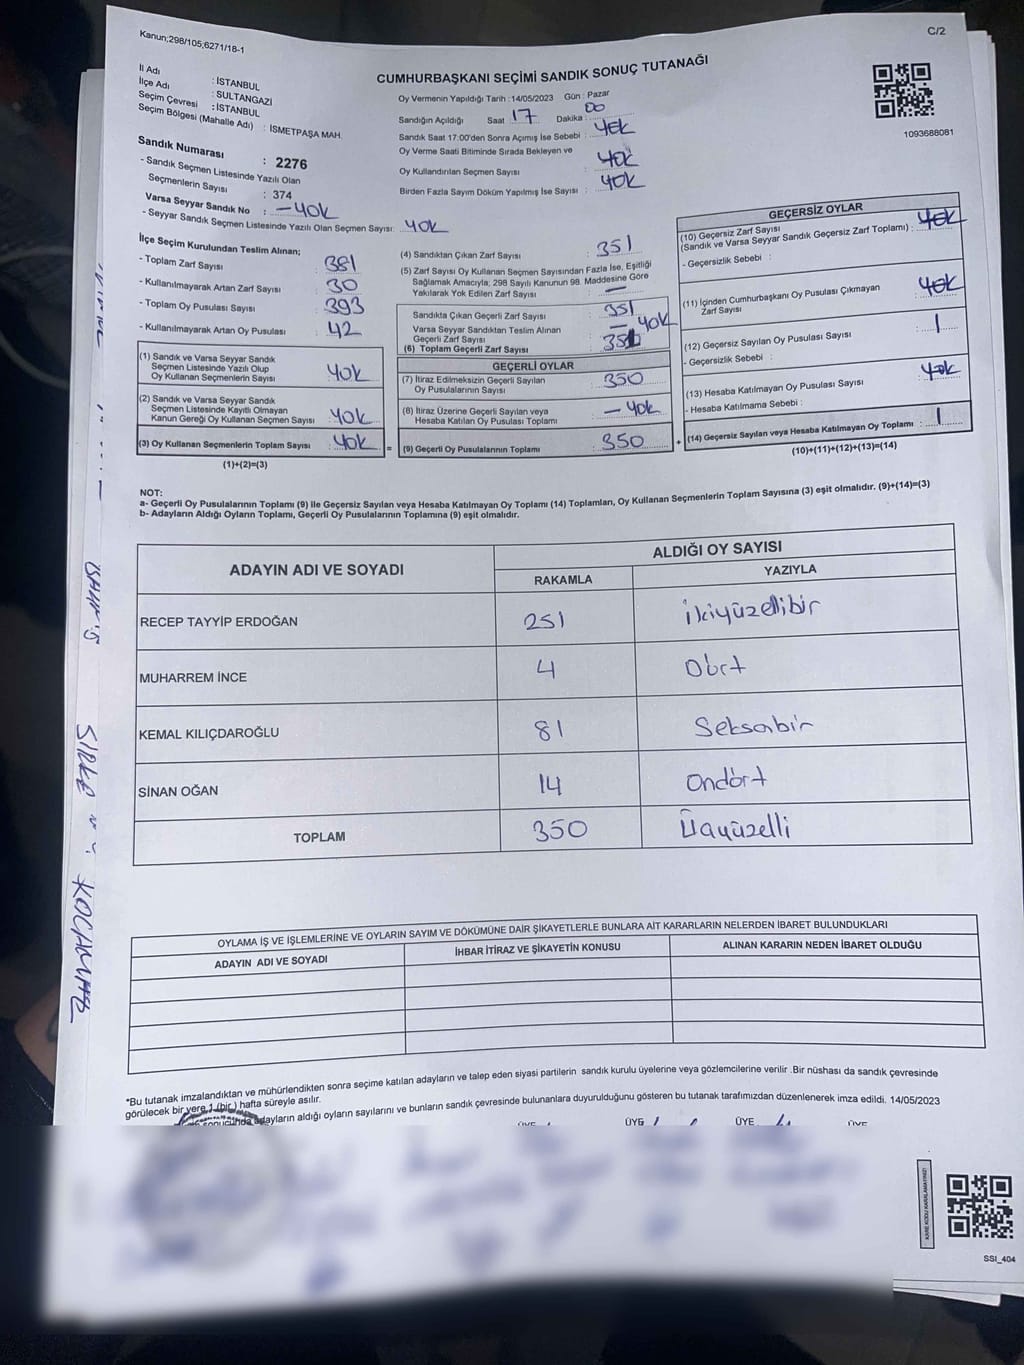 Kanun;298/105,6271/18-1
C/2
CUMHURBAŞKANI SEÇİMİ SANDIK SONUÇ TUTANAĞI
İl Adı : İSTANBUL
İlçe Adı : SULTANGAZİ
Seçim Çevresi : İSTANBUL
Seçim Bölgesi (Mahalle Adı) : İSMETPAŞA MAH.
Sandık Numarası : 2276
- Sandık Seçmen Listesinde Yazılı Olan
Seçmenlerin Sayısı : 374
Varsa Seyyar Sandık No : - YOK
- Seyyar Sandık Seçmen Listesinde Yazılı Olan Seçmen Sayısı: YOK
Oy Vermenin Yapıldığı Tarih :14/05/2023 Gün : Pazar
Sandığın Açıldığı Saat 17 Dakika : 00
Sandık Saat 17:00'den Sonra Açımış İse Sebebi : YOK
Oy Verme Saati Bitiminde Sırada Bekleyen ve
Oy Kullandırılan Seçmen Sayısı : YOK
Birden Fazla Sayım Döküm Yapılmış İse Sayısı : YOK
1093688081
İlçe Seçim Kurulundan Teslim Alınan;
- Toplam Zarf Sayısı : 381
- Kullanılmayarak Artan Zarf Sayısı : 30
- Toplam Oy Pusulası Sayısı : 393
- Kullanılmayarak Artan Oy Pusulası : 42
(1) Sandık ve Varsa Seyyar Sandık
Seçmen Listesinde Yazılı Olup
Oy Kullanan Seçmenlerin Sayısı : YOK
(2) Sandık ve Varsa Seyyar Sandık
Seçmen Listesinde Kayıtlı Olmayan
Kanun Gereği Oy Kullanan Seçmen Sayısı : YOK
(3) Oy Kullanan Seçmenlerin Toplam Sayısı : YOK
(1)+(2)=(3)
=
(4) Sandıktan Çıkan Zarf Sayısı : 351
(5) Zarf Sayısı Oy Kullanan Seçmen Sayısından Fazla İse, Eşitliği
Sağlamak Amacıyla; 298 Sayılı Kanunun 98. Maddesine Göre
Yakılarak Yok Edilen Zarf Sayısı : —
Sandıkta Çıkan Geçerli Zarf Sayısı : 351
Varsa Seyyar Sandıktan Teslim Alınan
Geçerli Zarf Sayısı : — YOK
(6) Toplam Geçerli Zarf Sayısı : 351
GEÇERLİ OYLAR
(7) İtiraz Edilmeksizin Geçerli Sayılan
Oy Pusulalarının Sayısı : 350
(8) İtiraz Üzerine Geçerli Sayılan veya
Hesaba Katılan Oy Pusulası Toplamı : — YOK
(9) Geçerli Oy Pusulalarının Toplamı : 350
+
GEÇERSİZ OYLAR
(10) Geçersiz Zarf Sayısı
(Sandık ve Varsa Seyyar Sandık Geçersiz Zarf Toplamı) : YOK
- Geçersizlik Sebebi :
(11) İçinden Cumhurbaşkanı Oy Pusulası Çıkmayan
Zarf Sayısı : YOK
(12) Geçersiz Sayılan Oy Pusulası Sayısı : 1
- Geçersizlik Sebebi :
(13) Hesaba Katılmayan Oy Pusulası Sayısı : YOK
- Hesaba Katılmama Sebebi :
(14) Geçersiz Sayılan veya Hesaba Katılmayan Oy Toplamı : 1
(10)+(11)+(12)+(13)=(14)
NOT:
a- Geçerli Oy Pusulalarının Toplamı (9) ile Geçersiz Sayılan veya Hesaba Katılmayan Oy Toplamı (14) Toplamları, Oy Kullanan Seçmenlerin Toplam Sayısına (3) eşit olmalıdır. (9)+(14)=(3)
b- Adayların Aldığı Oyların Toplamı, Geçerli Oy Pusulalarının Toplamına (9) eşit olmalıdır.
ADAYIN ADI VE SOYADI
ALDIĞI OY SAYISI
RAKAMLA YAZIYLA
RECEP TAYYİP ERDOĞAN 251 ikiyüzellibir
MUHARREM İNCE 4 Dört
KEMAL KILIÇDAROĞLU 81 Seksabir
SİNAN OĞAN 14 Ondört
TOPLAM 350 Üçyüzelli
OYLAMA İŞ VE İŞLEMLERİNE VE OYLARIN SAYIM VE DÖKÜMÜNE DAİR ŞİKAYETLERLE BUNLARA AİT KARARLARIN NELERDEN İBARET BULUNDUKLARI
ADAYIN ADI VE SOYADI İHBAR İTİRAZ VE ŞİKAYETİN KONUSU ALINAN KARARIN NEDEN İBARET OLDUĞU
*Bu tutanak imzalandıktan ve mühürlendikten sonra seçime katılan adayların ve talep eden siyasi partilerin sandık kurulu üyelerine veya gözlemcilerine verilir .Bir nüshası da sandık çevresinde
görülecek bir yere 1 (bir ) hafta süreyle asılır.
sonucunda adayların aldığı oyların sayılarını ve bunların sandık çevresinde bulunanlara duyurulduğunu gösteren bu tutanak tarafımızdan düzenlenerek imza edildi. 14/05/2023
ÜYE ÜYE ÜYE ÜYE
SSI_404